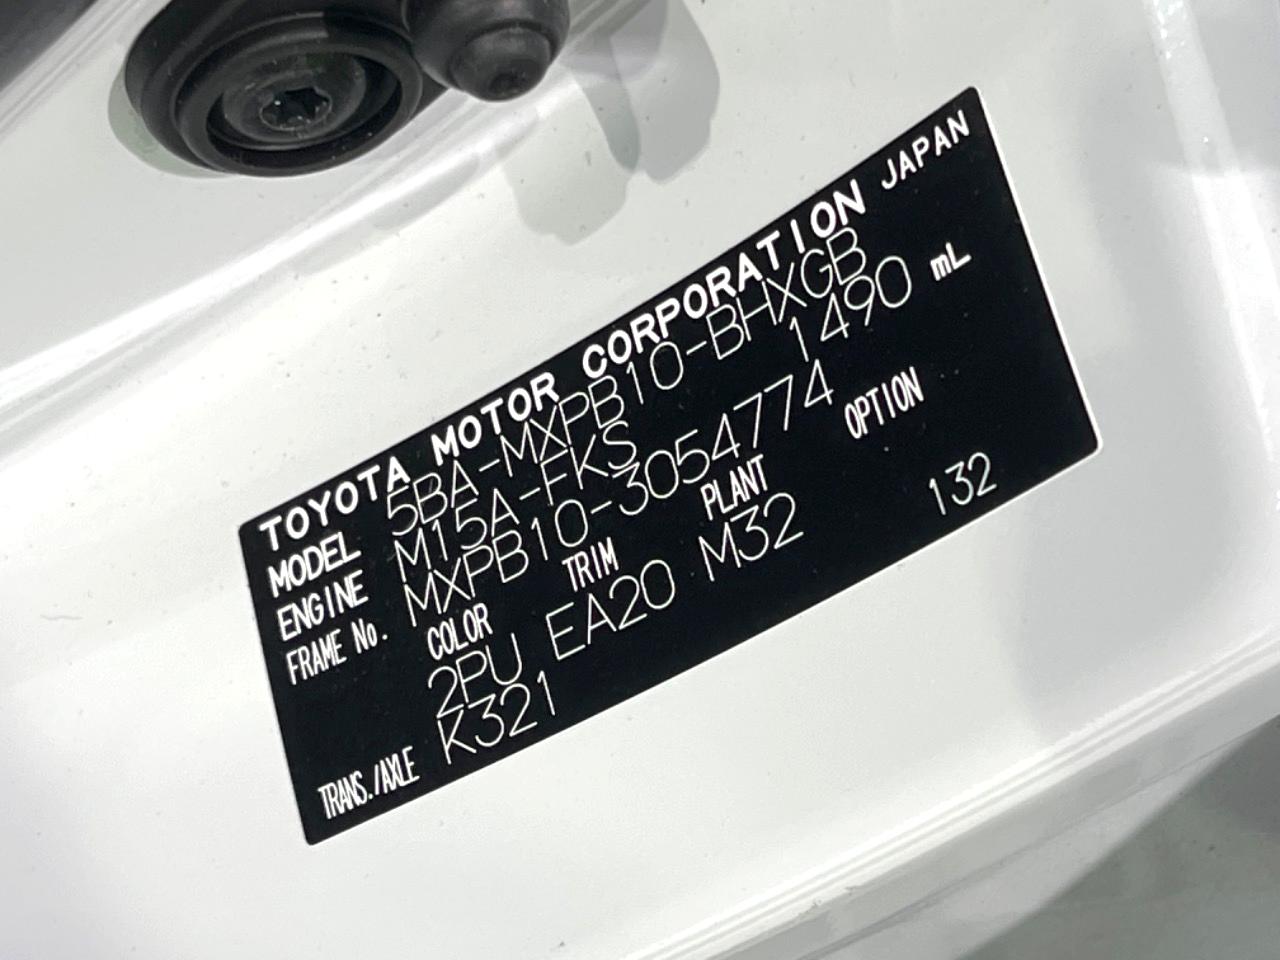 TOYOTA MOTOR CORPORATION JAPAN
MODEL 5BA-MXPB10-BHXGB
ENGINE M15A-FKS 1490 mL
FRAME No. MXPB10-3054774
COLOR TRIM PLANT OPTION
2PU EA20 M32 132
TRANS./AXLE K321